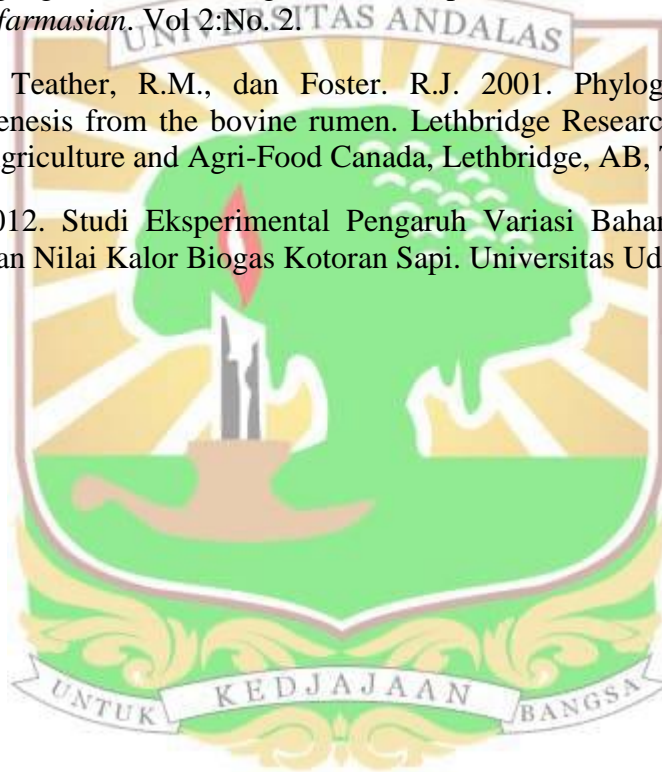 farmasian. Vol 2:No. 2.
UNIVERSITAS ANDALAS
Teather, R.M., dan Foster. R.J. 2001. Phylog
enesis from the bovine rumen. Lethbridge Researc
griculture and Agri-Food Canada, Lethbridge, AB,
012. Studi Eksperimental Pengaruh Variasi Bahar
an Nilai Kalor Biogas Kotoran Sapi. Universitas Ud
UNTUK KEDJAJAAN BANGSA